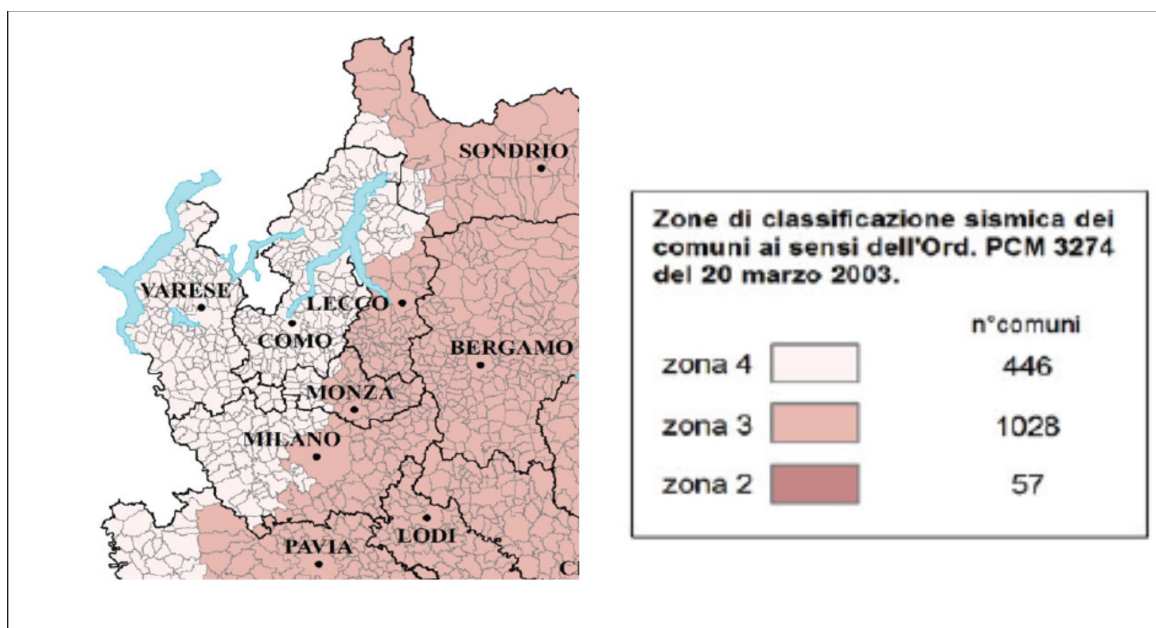 SONDRIO
VARESE
LECCO
COMO
BERGAMO
MONZA
MILANO
PAVIA
LODI
C
Zone di classificazione sismica dei
comuni ai sensi dell'Ord. PCM 3274
del 20 marzo 2003.
n°comuni
zona 4 446
zona 3 1028
zona 2 57